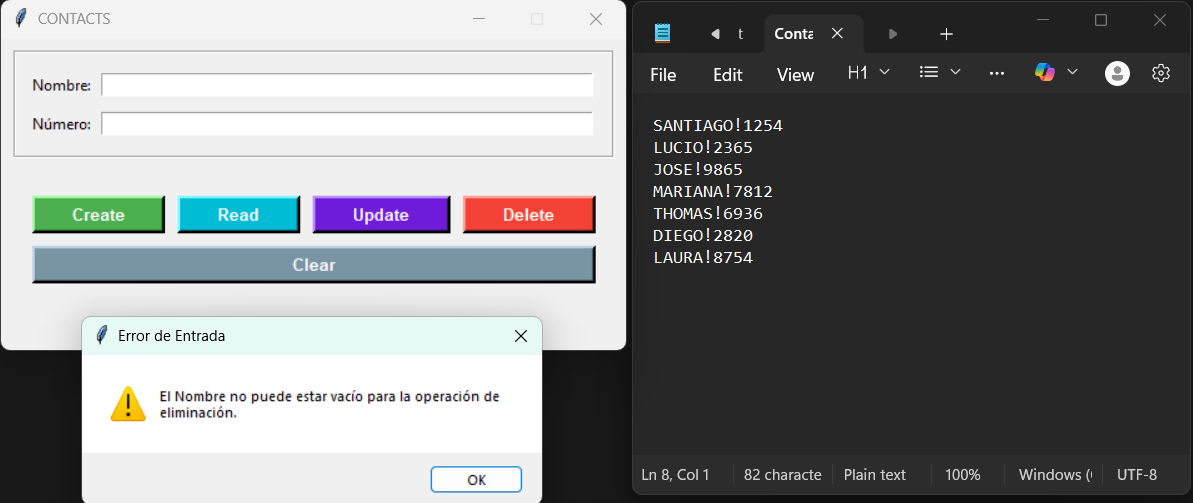 CONTACTS
Nombre:
Número:
Create
Read
Update
Delete
Clear
Error de Entrada
El Nombre no puede estar vacío para la operación de
eliminación.
OK
t
Conta
File
Edit
View
H1
SANTIAGO!1254
LUCIO!2365
JOSE!9865
MARIANA!7812
THOMAS!6936
DIEGO!2820
LAURA!8754
Ln 8, Col 1
82 characte
Plain text
100%
Windows (
UTF-8